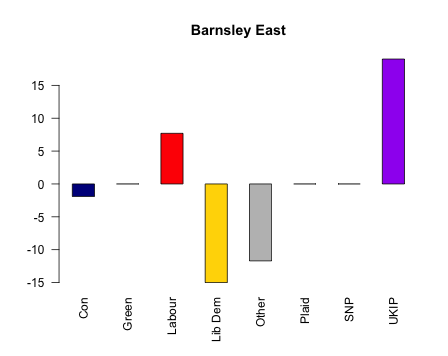 Barnsley East
15
10
5
0
-5
-10
-15
Con
Green
Labour
Lib Dem
Other
Plaid
SNP
UKIP